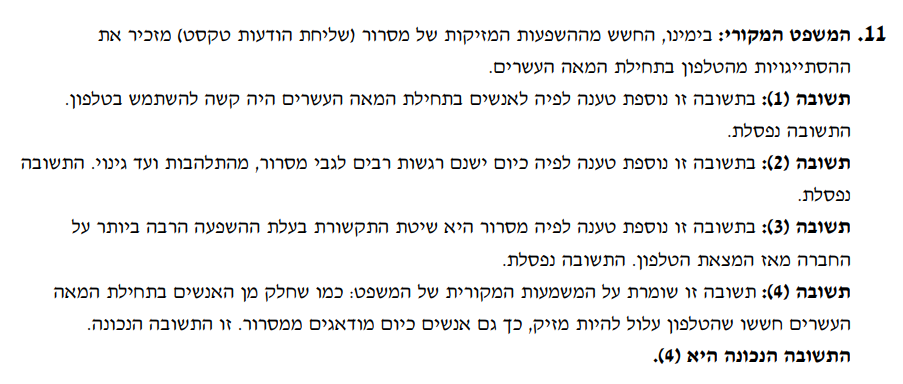 11. המשפט המקורי: בימינו, החשש מההשפעות המזיקות של מסרור (שליחת הודעות טקסט) מזכיר את
ההסתייגויות מהטלפון בתחילת המאה העשרים.
תשובה (1): בתשובה זו נוספת טענה לפיה לאנשים בתחילת המאה העשרים היה קשה להשתמש בטלפון.
התשובה נפסלת.
תשובה (2): בתשובה זו נוספת טענה לפיה כיום ישנם רגשות רבים לגבי מסרור, מהתלהבות ועד גינוי. התשובה
נפסלת.
תשובה (3): בתשובה זו נוספת טענה לפיה מסרור היא שיטת התקשורת בעלת ההשפעה הרבה ביותר על
החברה מאז המצאת הטלפון. התשובה נפסלת.
תשובה (4): תשובה זו שומרת על המשמעות המקורית של המשפט: כמו שחלק מן האנשים בתחילת המאה
העשרים חששו שהטלפון עלול להיות מזיק, כך גם אנשים כיום מודאגים ממסרור. זו התשובה הנכונה.
התשובה הנכונה היא (4).